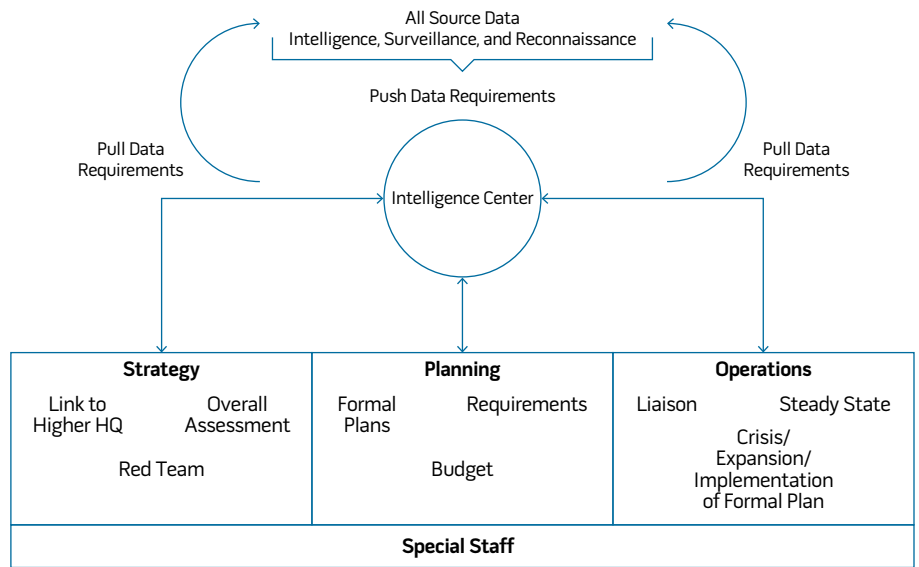 All Source Data
Intelligence, Surveillance, and Reconnaissance
Push Data Requirements
Pull Data
Requirements
Pull Data
Requirements
Intelligence Center
Strategy
Link to
Higher HQ
Overall
Assessment
Red Team
Planning
Formal
Plans
Requirements
Budget
Operations
Liaison
Steady State
Crisis/
Expansion/
Implementation
of Formal Plan
Special Staff